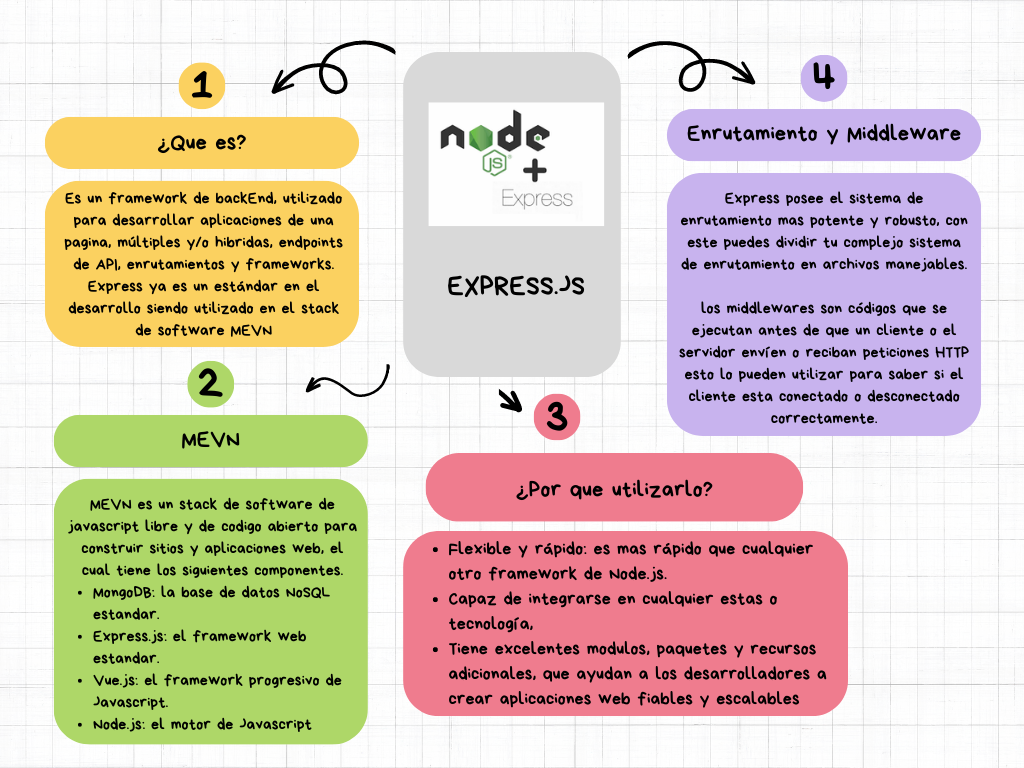 node
JS
+
Express
EXPRESS.JS
1
¿Que es?
Es un framework de backEnd, utilizado
para desarrollar aplicaciones de una
pagina, múltiples y/o hibridas, endpoints
de API, enrutamientos y frameworks.
Express ya es un estándar en el
desarrollo siendo utilizado en el stack
de software MEVN
2
MEVN
MEVN es un stack de software de
javascript libre y de codigo abierto para
construir sitios y aplicaciones web, el
cual tiene los siguientes componentes.
• MongoDB: la base de datos NoSQL
estandar.
• Express.js: el framework web
estandar.
• Vue.js: el framework progresivo de
Javascript.
• Node.js: el motor de Javascript
3
¿Por que utilizarlo?
• Flexible y rápido: es mas rápido que cualquier
otro framework de Node.js.
• Capaz de integrarse en cualquier estas o
tecnología,
• Tiene excelentes modulos, paquetes y recursos
adicionales, que ayudan a los desarrolladores a
crear aplicaciones web fiables y escalables
4
Enrutamiento y Middleware
Express posee el sistema de
enrutamiento mas potente y robusto, con
este puedes dividir tu complejo sistema
de enrutamiento en archivos manejables.
los middlewares son códigos que se
ejecutan antes de que un cliente o el
servidor envíen o reciban peticiones HTTP
esto lo pueden utilizar para saber si el
cliente esta conectado o desconectado
correctamente.